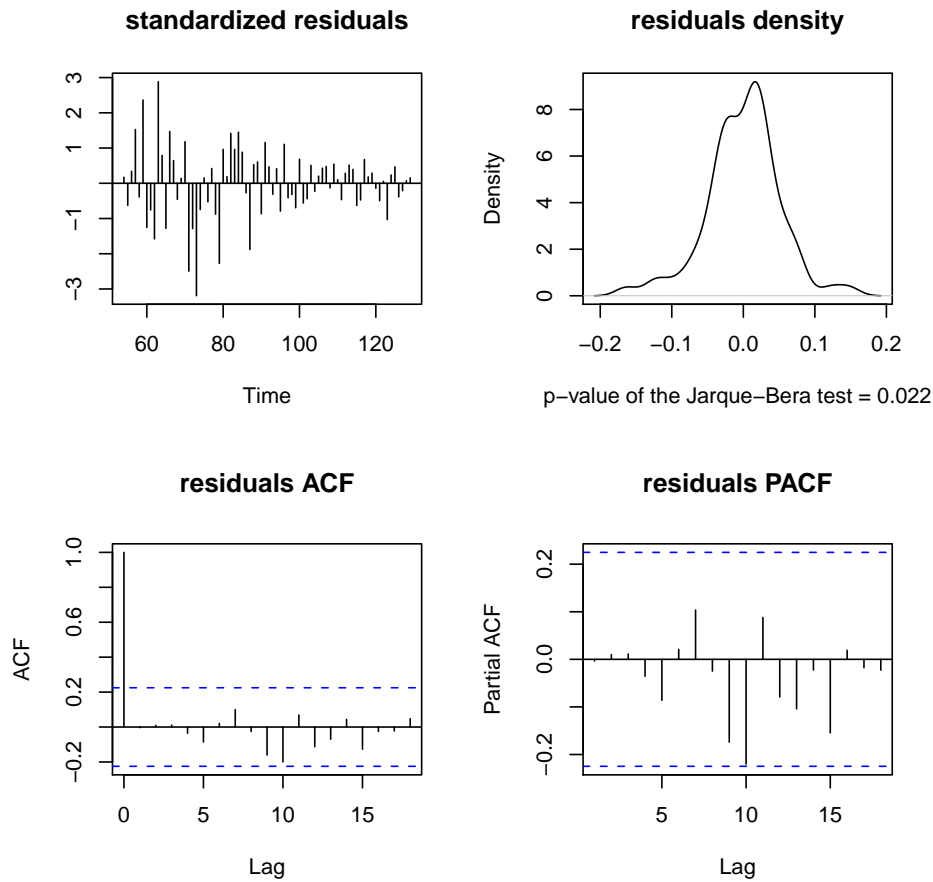 standardized residuals
3
2
1
-1
-3
60 80 100 120
Time
residuals density
Density
8
6
4
2
0
−0.2 −0.1 0.0 0.1 0.2
p−value of the Jarque−Bera test = 0.022
residuals ACF
ACF
1.0
0.6
0.2
−0.2
0 5 10 15
Lag
residuals PACF
Partial ACF
0.2
0.0
−0.2
5 10 15
Lag